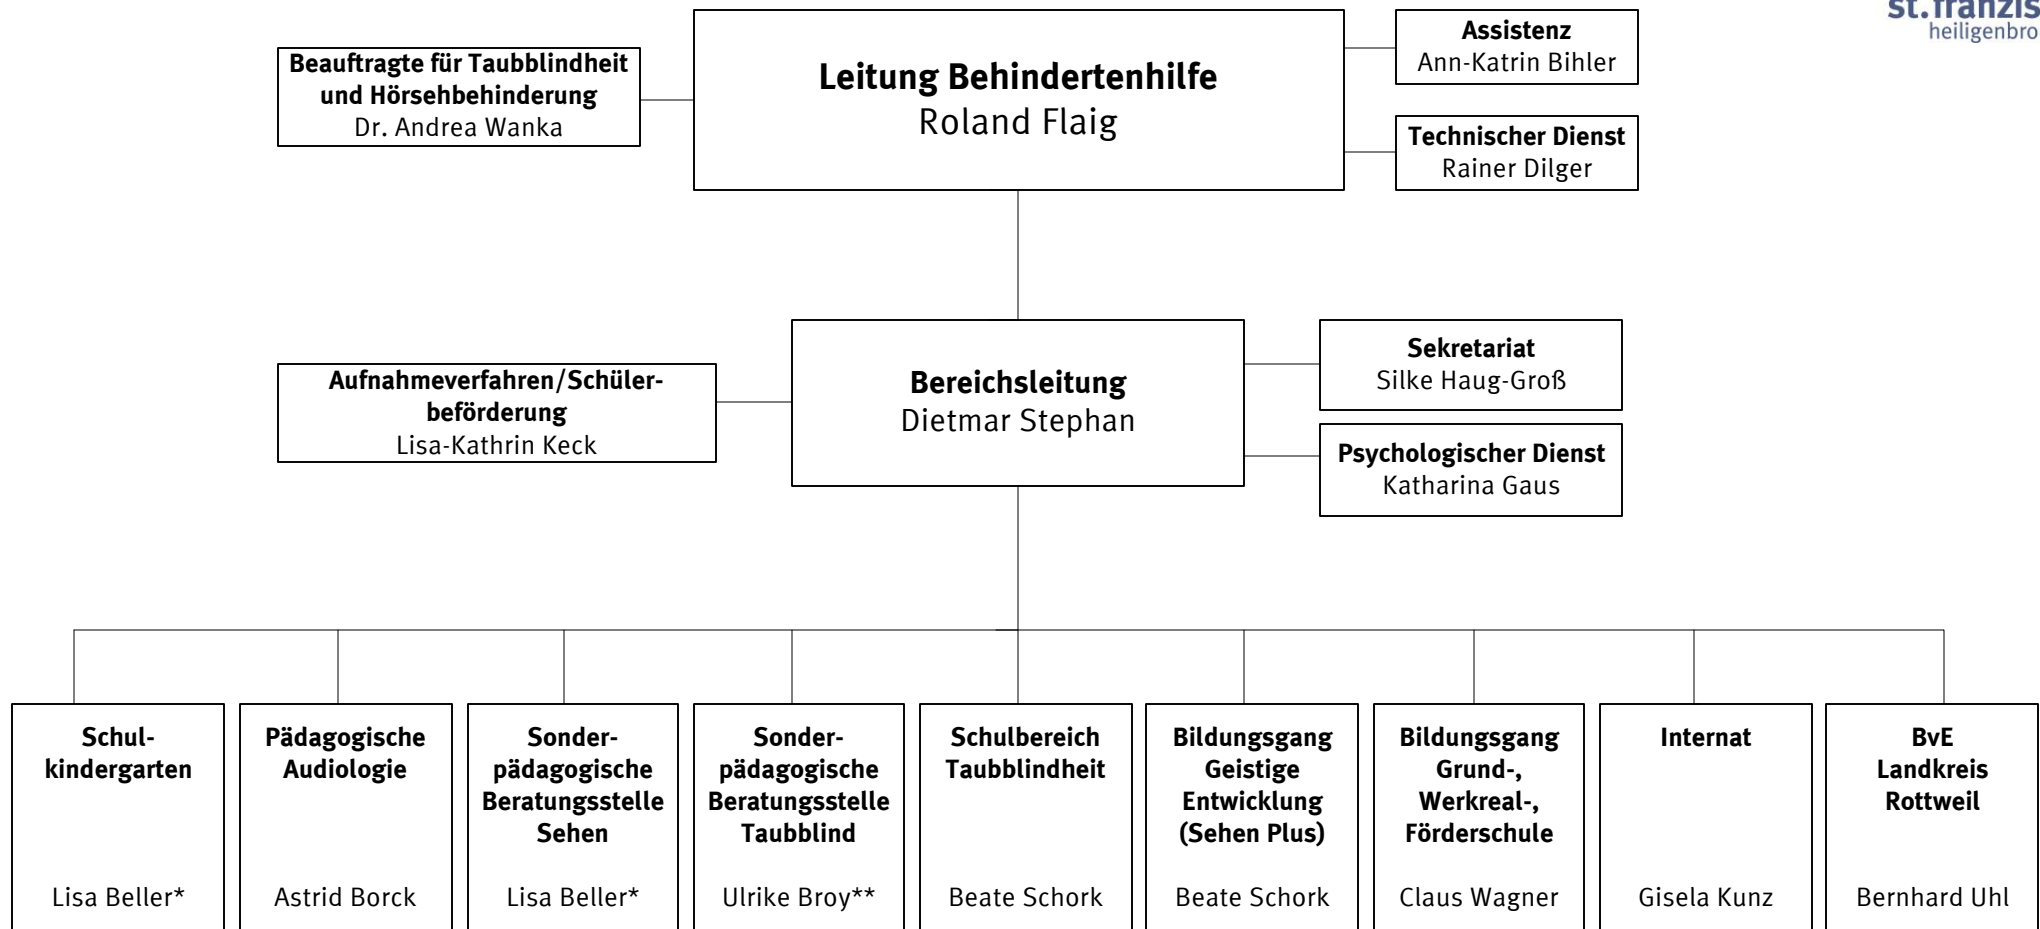 st.franzis
heiligenbro
Beauftragte für Taubblindheit
und Hörsehbehinderung
Dr. Andrea Wanka
Leitung Behindertenhilfe
Roland Flaig
Assistenz
Ann-Katrin Bihler
Technischer Dienst
Rainer Dilger
Aufnahmeverfahren/Schüler-
beförderung
Lisa-Kathrin Keck
Bereichsleitung
Dietmar Stephan
Sekretariat
Silke Haug-Groß
Psychologischer Dienst
Katharina Gaus
Schul-
kindergarten
Lisa Beller*
Pädagogische
Audiologie
Astrid Borck
Sonder-
pädagogische
Beratungsstelle
Sehen
Lisa Beller*
Sonder-
pädagogische
Beratungsstelle
Taubblind
Ulrike Broy**
Schulbereich
Taubblindheit
Beate Schork
Bildungsgang
Geistige
Entwicklung
(Sehen Plus)
Beate Schork
Bildungsgang
Grund-,
Werkreal-,
Förderschule
Claus Wagner
Internat
Gisela Kunz
BvE
Landkreis
Rottweil
Bernhard Uhl